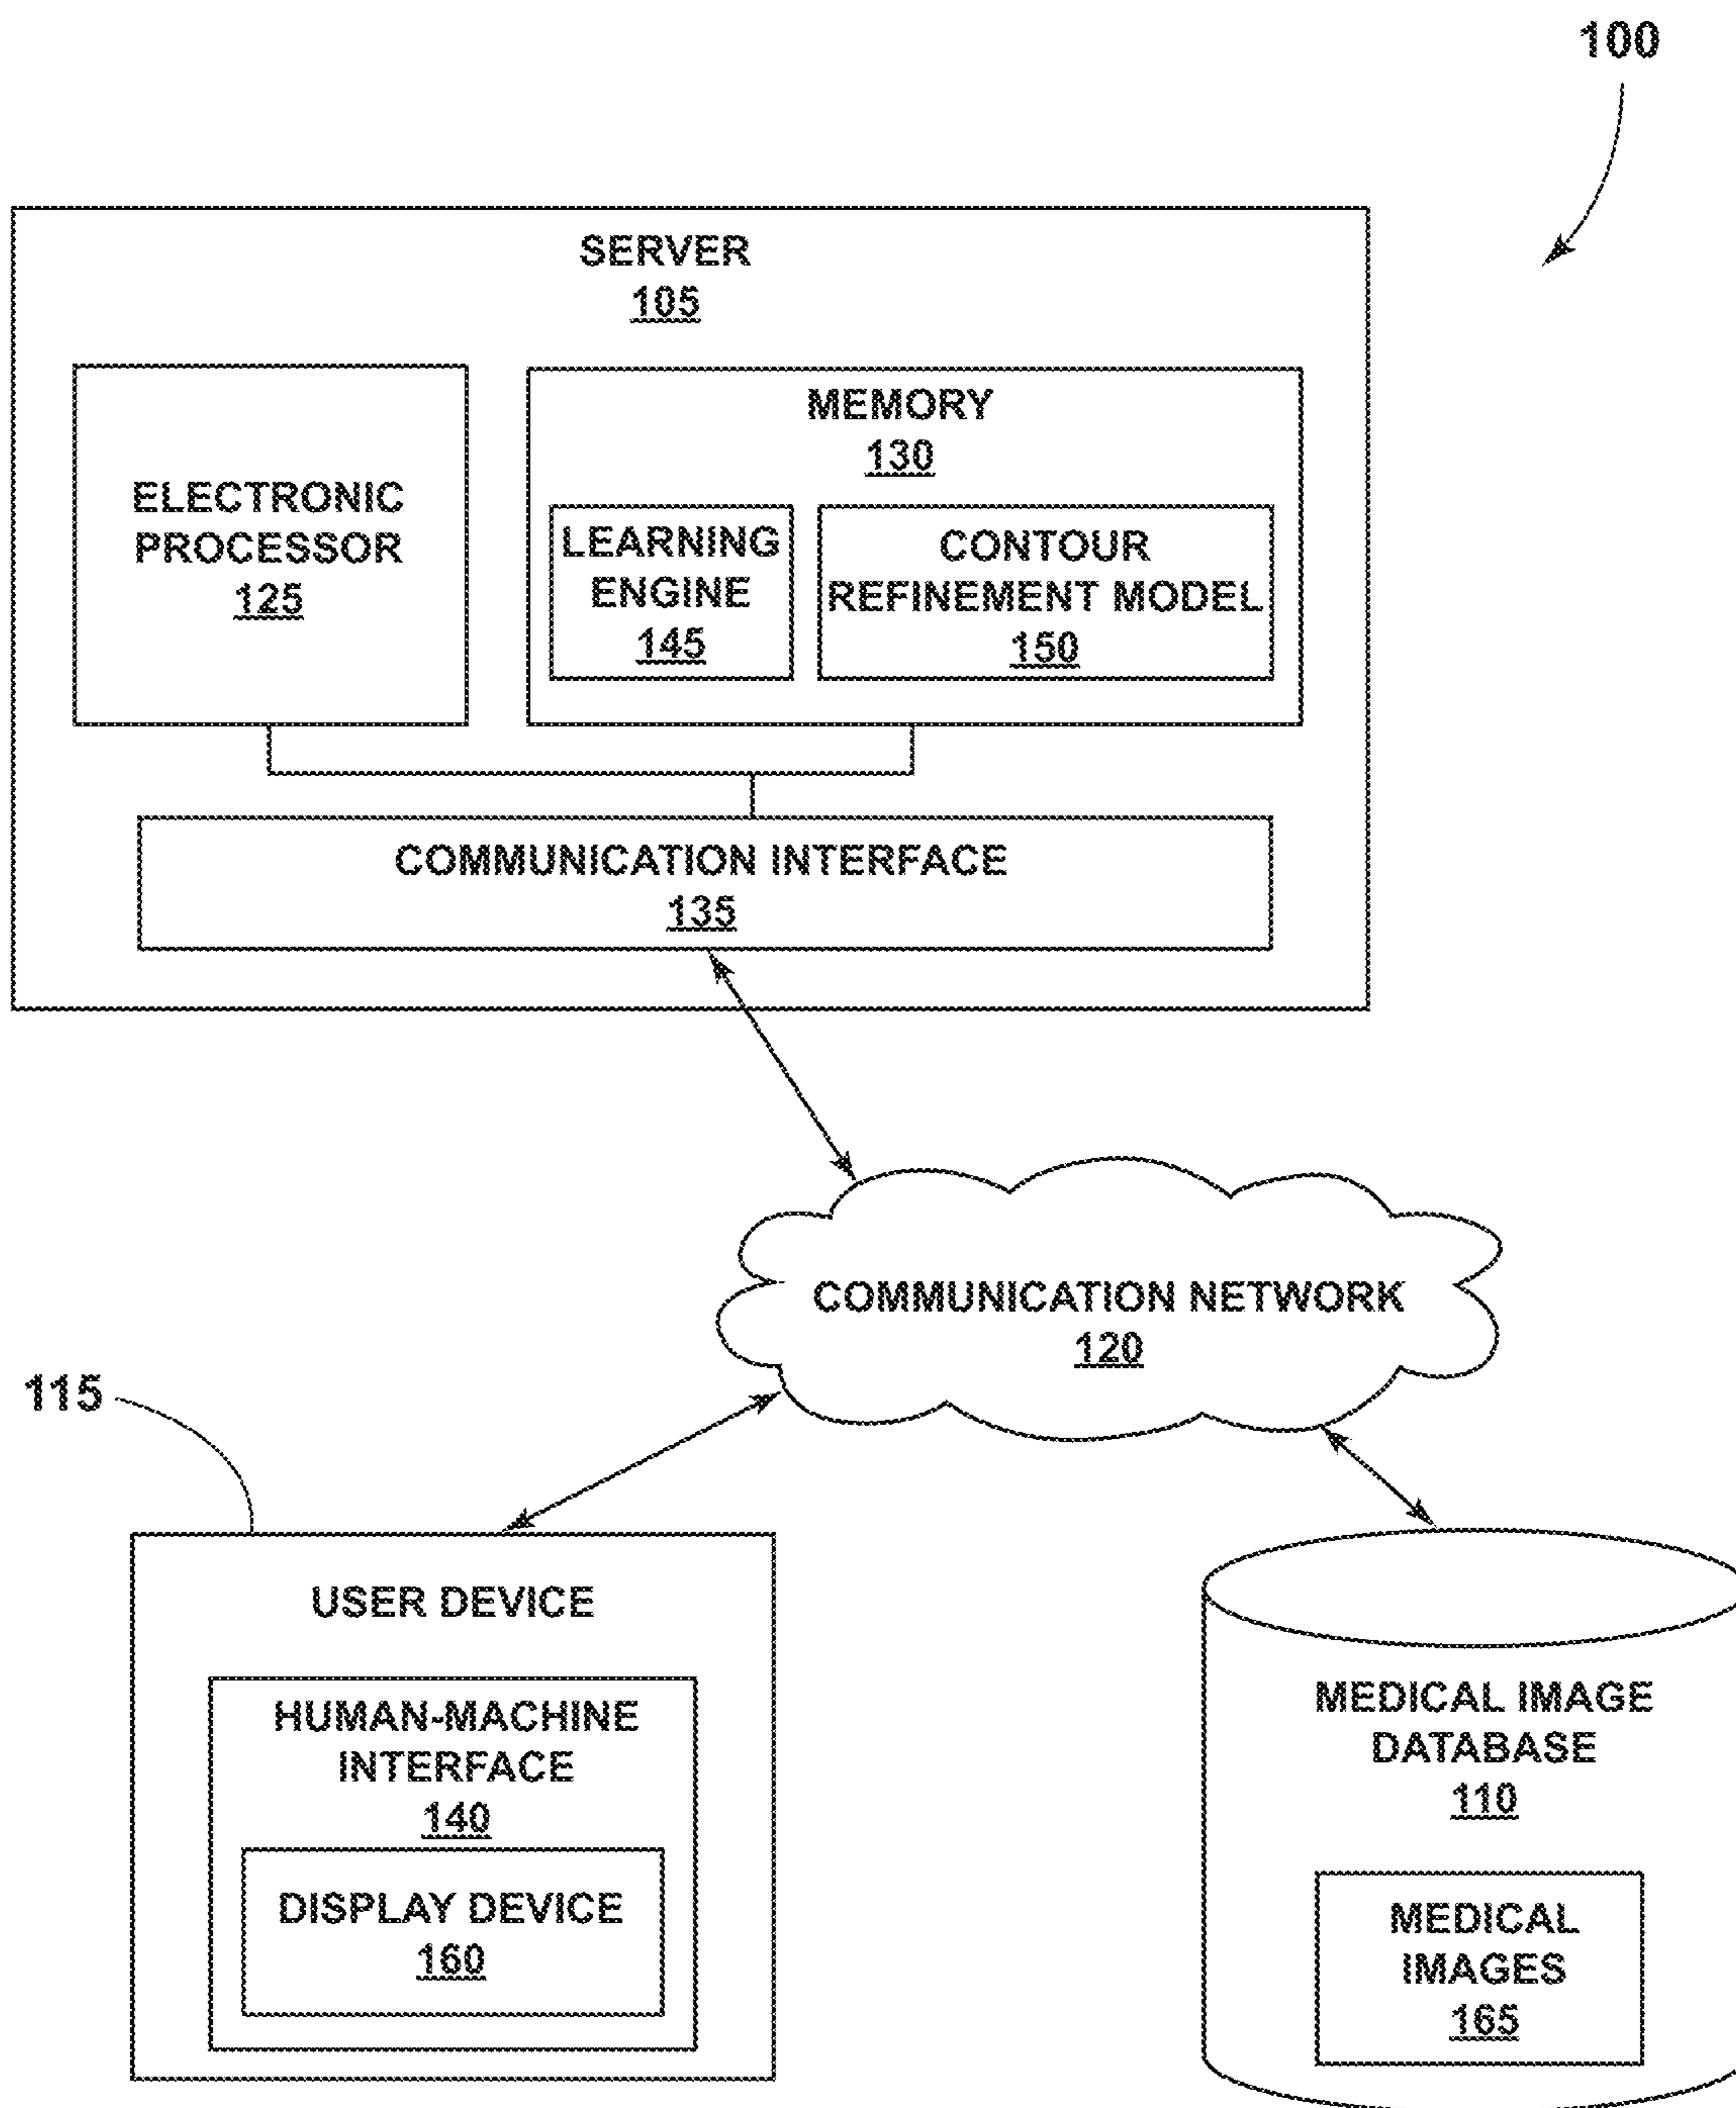 100
SERVER
105
ELECTRONIC
PROCESSOR
125
MEMORY
130
LEARNING
ENGINE
145
CONTOUR
REFINEMENT MODEL
150
COMMUNICATION INTERFACE
135
COMMUNICATION NETWORK
120
115
USER DEVICE
HUMAN-MACHINE
INTERFACE
140
DISPLAY DEVICE
160
MEDICAL IMAGE
DATABASE
110
MEDICAL
IMAGES
165